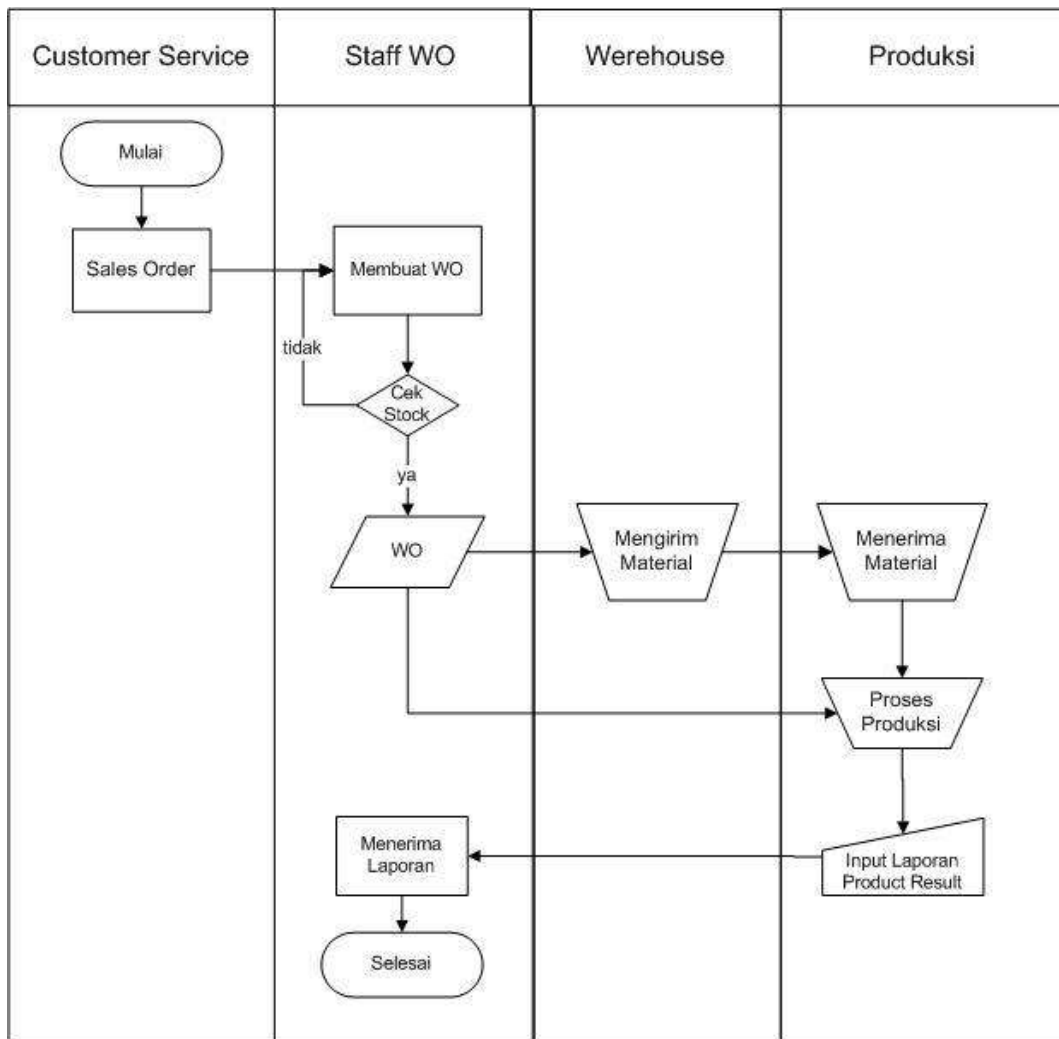 Customer Service
Staff WO
Werehouse
Produksi
Mulai
Sales Order
Membuat WO
tidak
Cek
Stock
ya
WO
Mengirim
Material
Menerima
Material
Proses
Produksi
Menerima
Laporan
Input Laporan
Product Result
Selesai